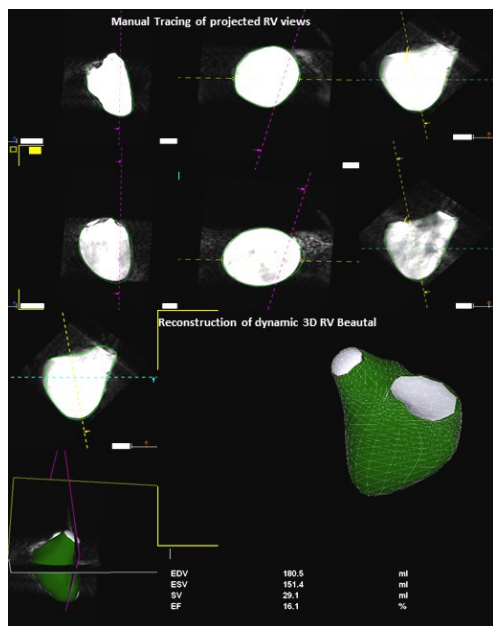 Manual Tracing of projected RV views
Reconstruction of dynamic 3D RV Beautal
EDV 180.5 ml
ESV 151.4 ml
SV 29.1 ml
EF 16.1 %